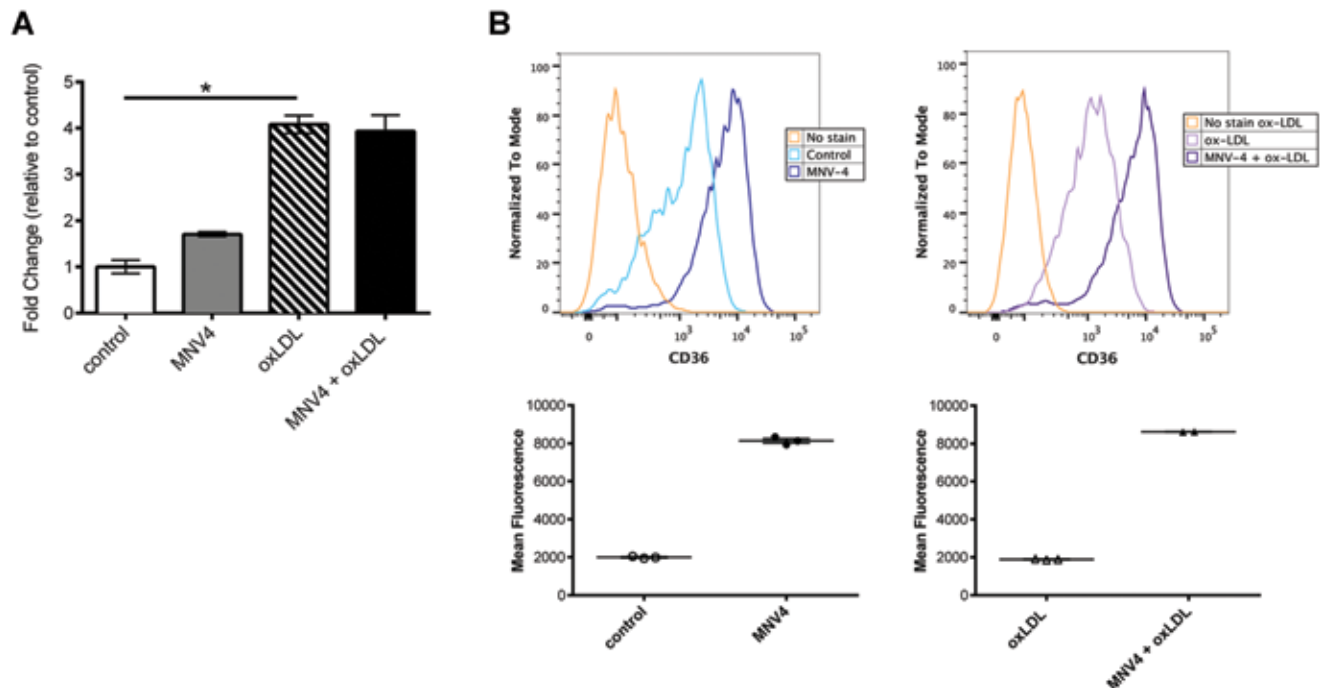 A
Fold Change (relative to control)
5
4
3
2
1
0
*
control
MNV4
oxLDL
MNV4 + oxLDL
B
Normalized To Mode
100
80
60
40
20
0
0
10³
10⁴
10⁵
CD36
No stain
Control
MNV-4
Normalized To Mode
100
80
60
40
20
0
0
10³
10⁴
10⁵
CD36
No stain ox-LDL
ox-LDL
MNV-4 + ox-LDL
Mean Fluorescence
10000
8000
6000
4000
2000
0
control
MNV4
Mean Fluorescence
10000
8000
6000
4000
2000
0
oxLDL
MNV4 + oxLDL